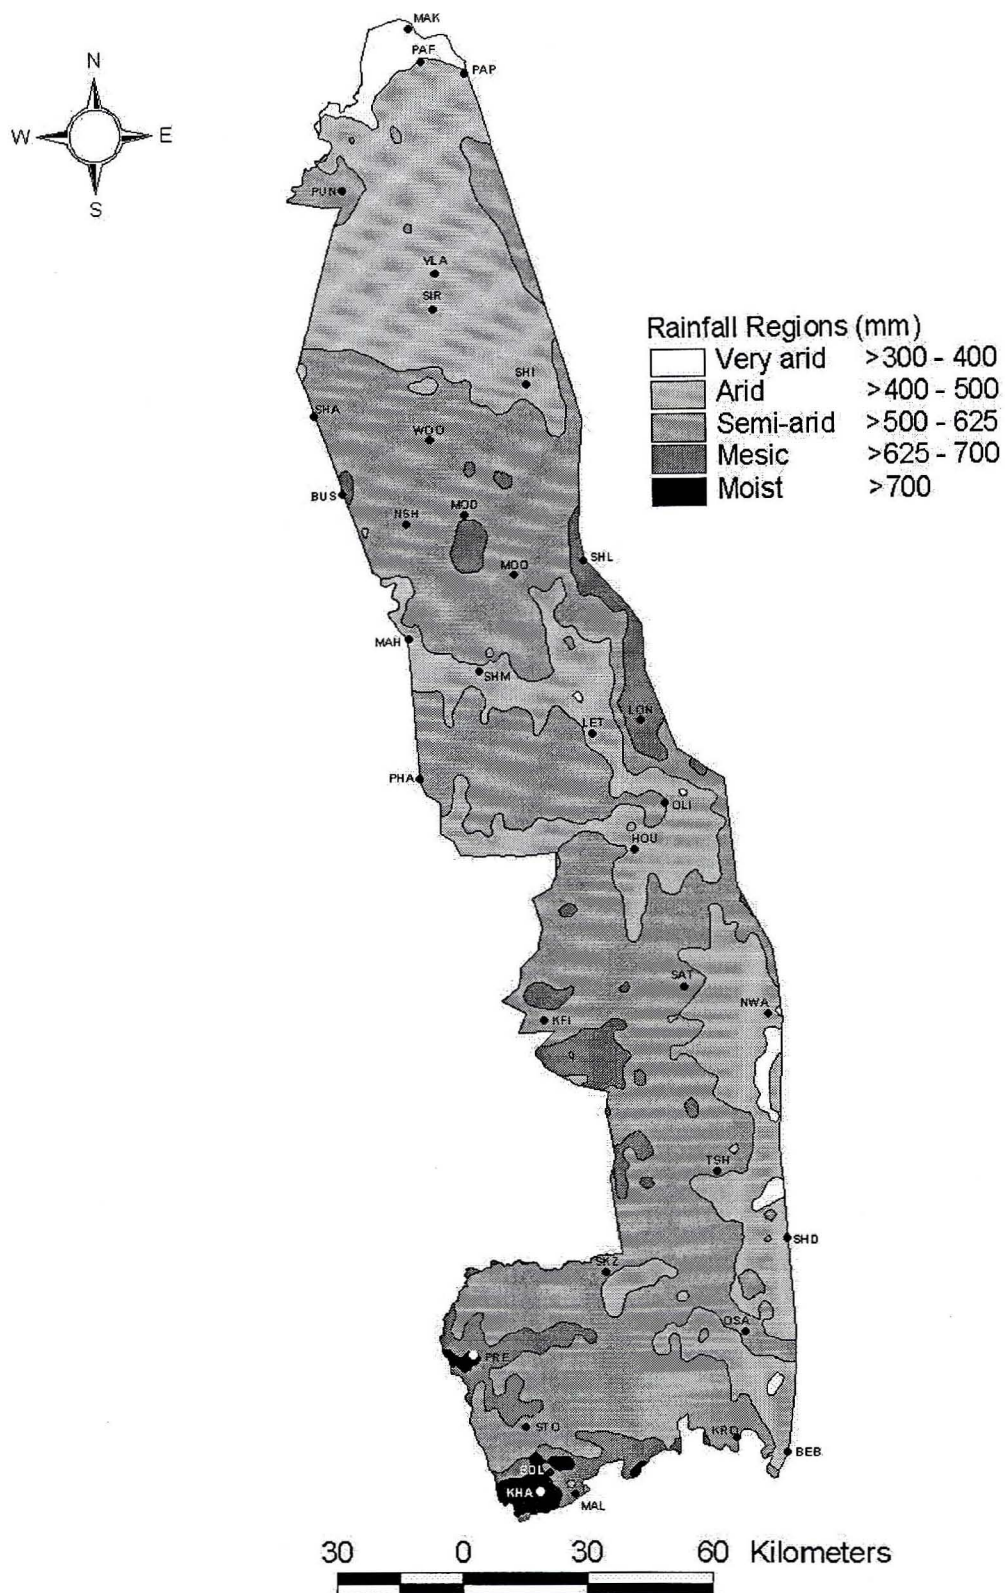 MAK
PAF
PAP
N
W E
S
PUN
VLA
SIR
Rainfall Regions (mm)
Very arid >300 - 400
Arid >400 - 500
Semi-arid >500 - 625
Mesic >625 - 700
Moist >700
SHI
SHA
WOO
BUS
NSH
MOD
MOO
SHL
MAH
SHM
LON
LET
PHA
OLI
HOU
SAT
NWA
KFI
TSH
SHD
SKZ
OSA
PRE
STO
KRO
BEB
BOL
KHA
MAL
30 0 30 60 Kilometers